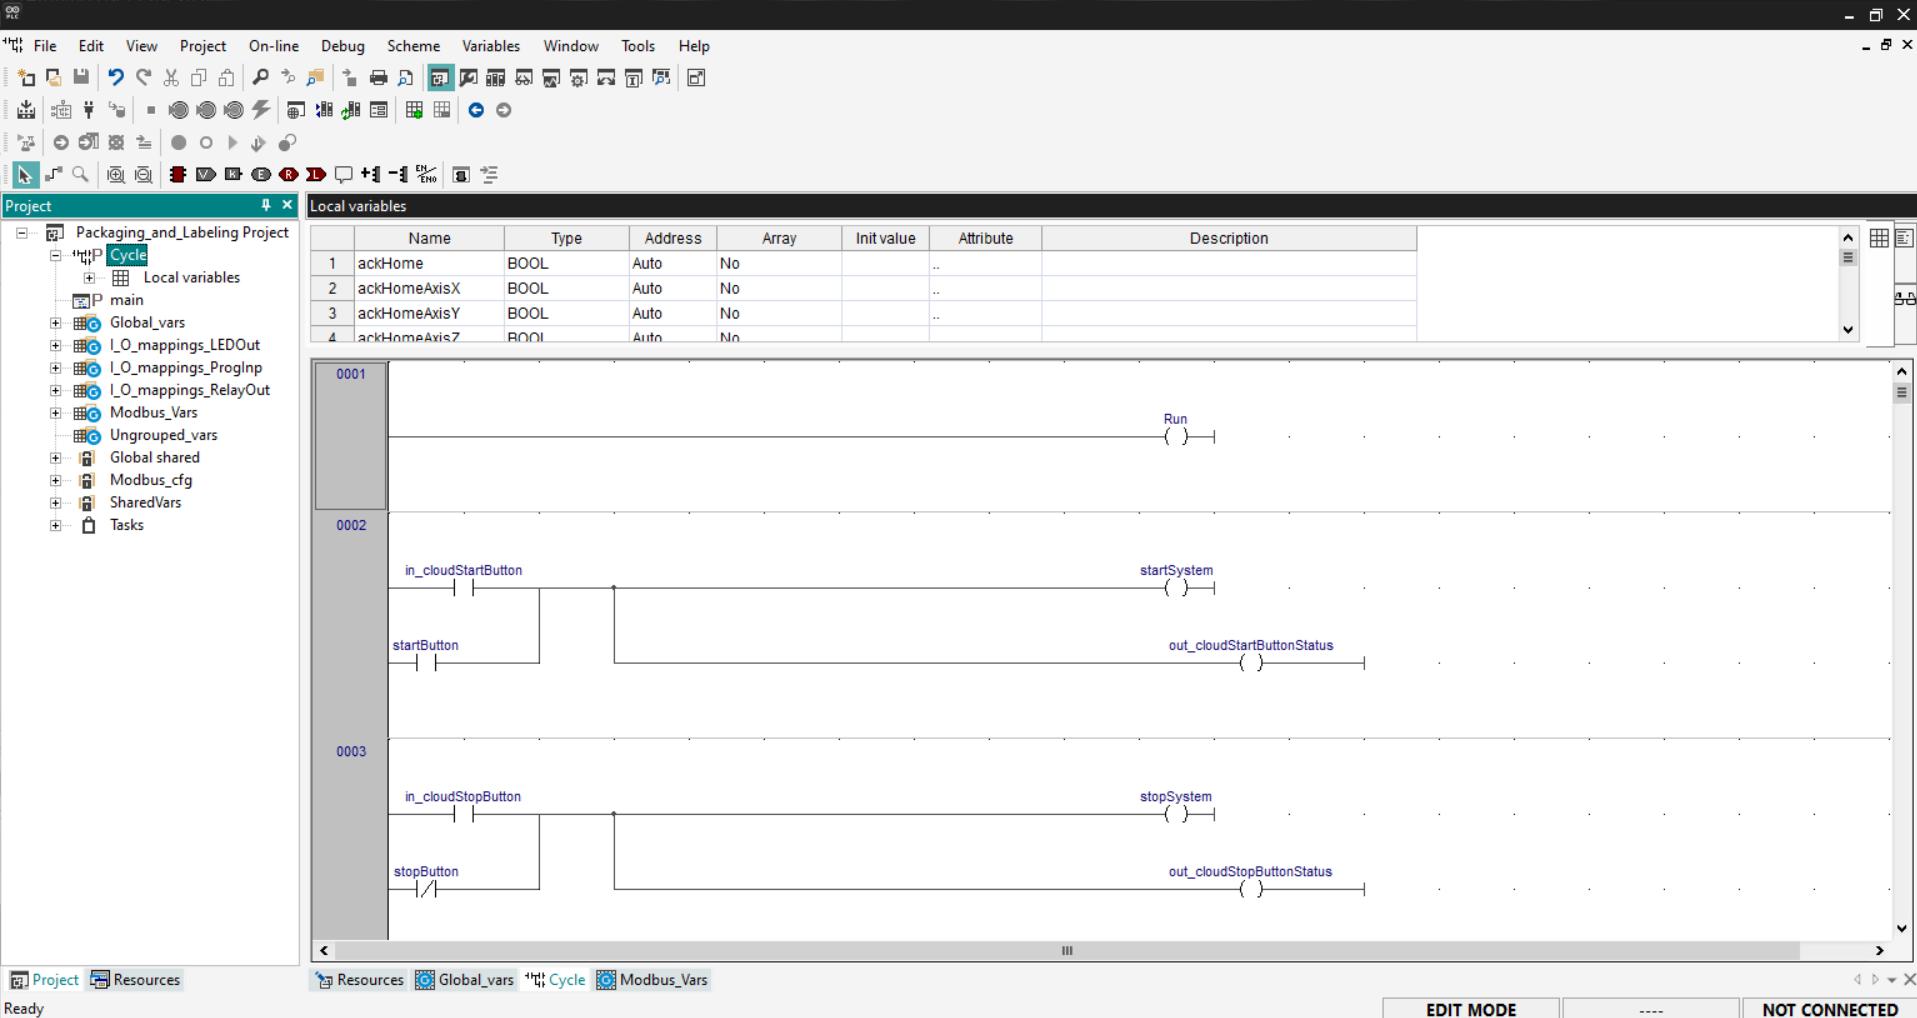 PLC
File Edit View Project On-line Debug Scheme Variables Window Tools Help
Project
Packaging_and_Labeling Project
Cycle
Local variables
main
Global_vars
I_O_mappings_LEDOut
I_O_mappings_ProgInp
I_O_mappings_RelayOut
Modbus_Vars
Ungrouped_vars
Global shared
Modbus_cfg
SharedVars
Tasks
Project Resources
Local variables
Name Type Address Array Init value Attribute Description
1 ackHome BOOL Auto No ..
2 ackHomeAxisX BOOL Auto No ..
3 ackHomeAxisY BOOL Auto No ..
4 ackHomeAxisZ BOOL Auto No
0001
Run
0002
in_cloudStartButton startSystem
startButton out_cloudStartButtonStatus
0003
in_cloudStopButton stopSystem
stopButton out_cloudStopButtonStatus
Resources Global_vars Cycle Modbus_Vars
Ready EDIT MODE ---- NOT CONNECTED